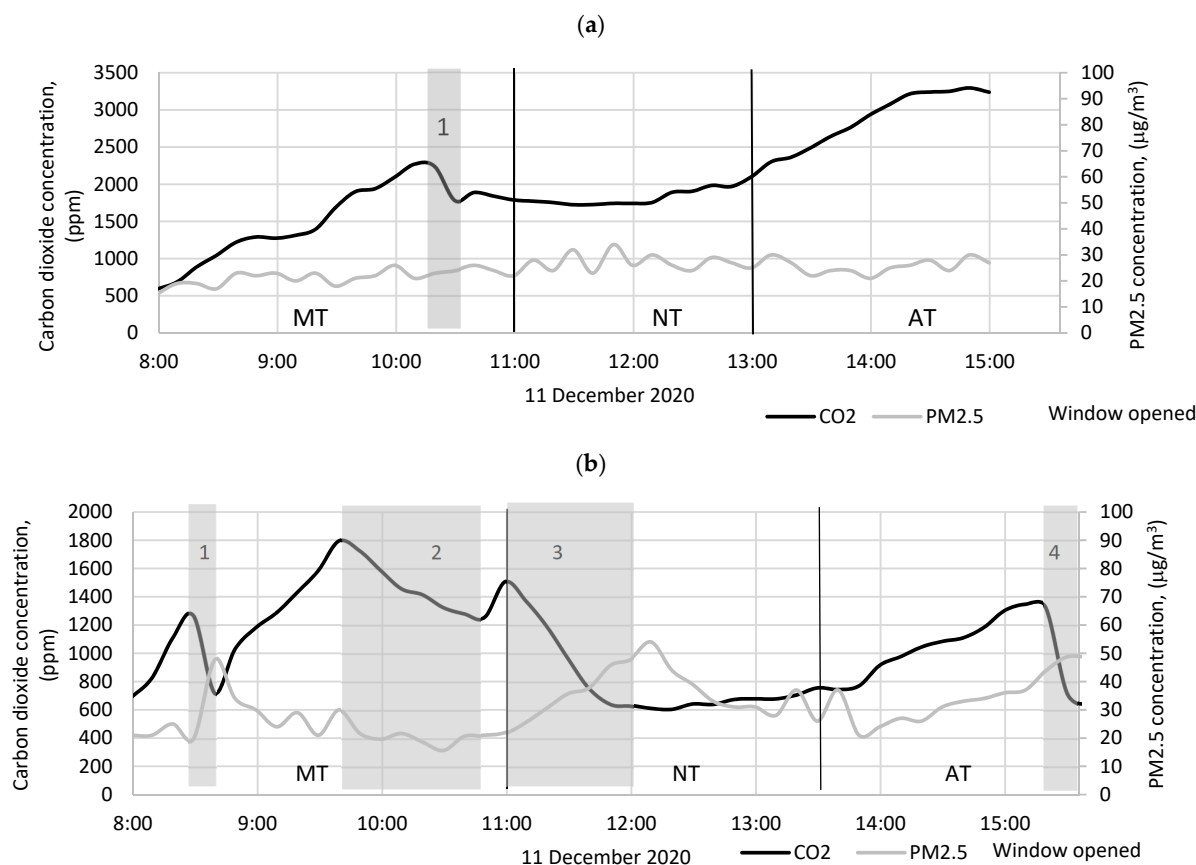 (a)
Carbon dioxide concentration,
(ppm)
3500
3000
2500
2000
1500
1000
500
0
100
90
80
70
60
50
40
30
20
10
0
PM2.5 concentration, (µg/m³)
1
MT
NT
AT
8:00 9:00 10:00 11:00 12:00 13:00 14:00 15:00
11 December 2020
CO2 PM2.5 Window opened
(b)
Carbon dioxide concentration,
(ppm)
2000
1800
1600
1400
1200
1000
800
600
400
200
0
100
90
80
70
60
50
40
30
20
10
0
PM2.5 concentration, (µg/m³)
1
2
3
4
MT
NT
AT
8:00 9:00 10:00 11:00 12:00 13:00 14:00 15:00
11 December 2020
CO2 PM2.5 Window opened